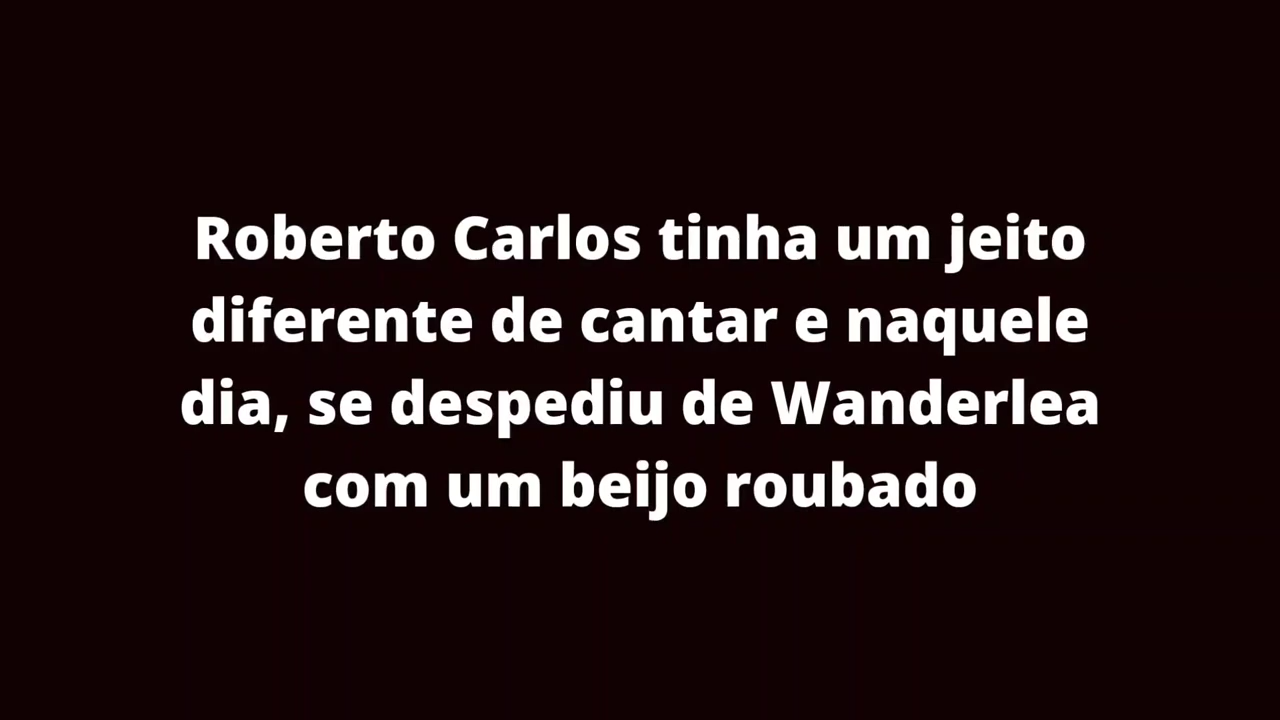 Roberto Carlos tinha um jeito
diferente de cantar e naquele
dia, se despediu de Wanderlea
com um beijo roubado